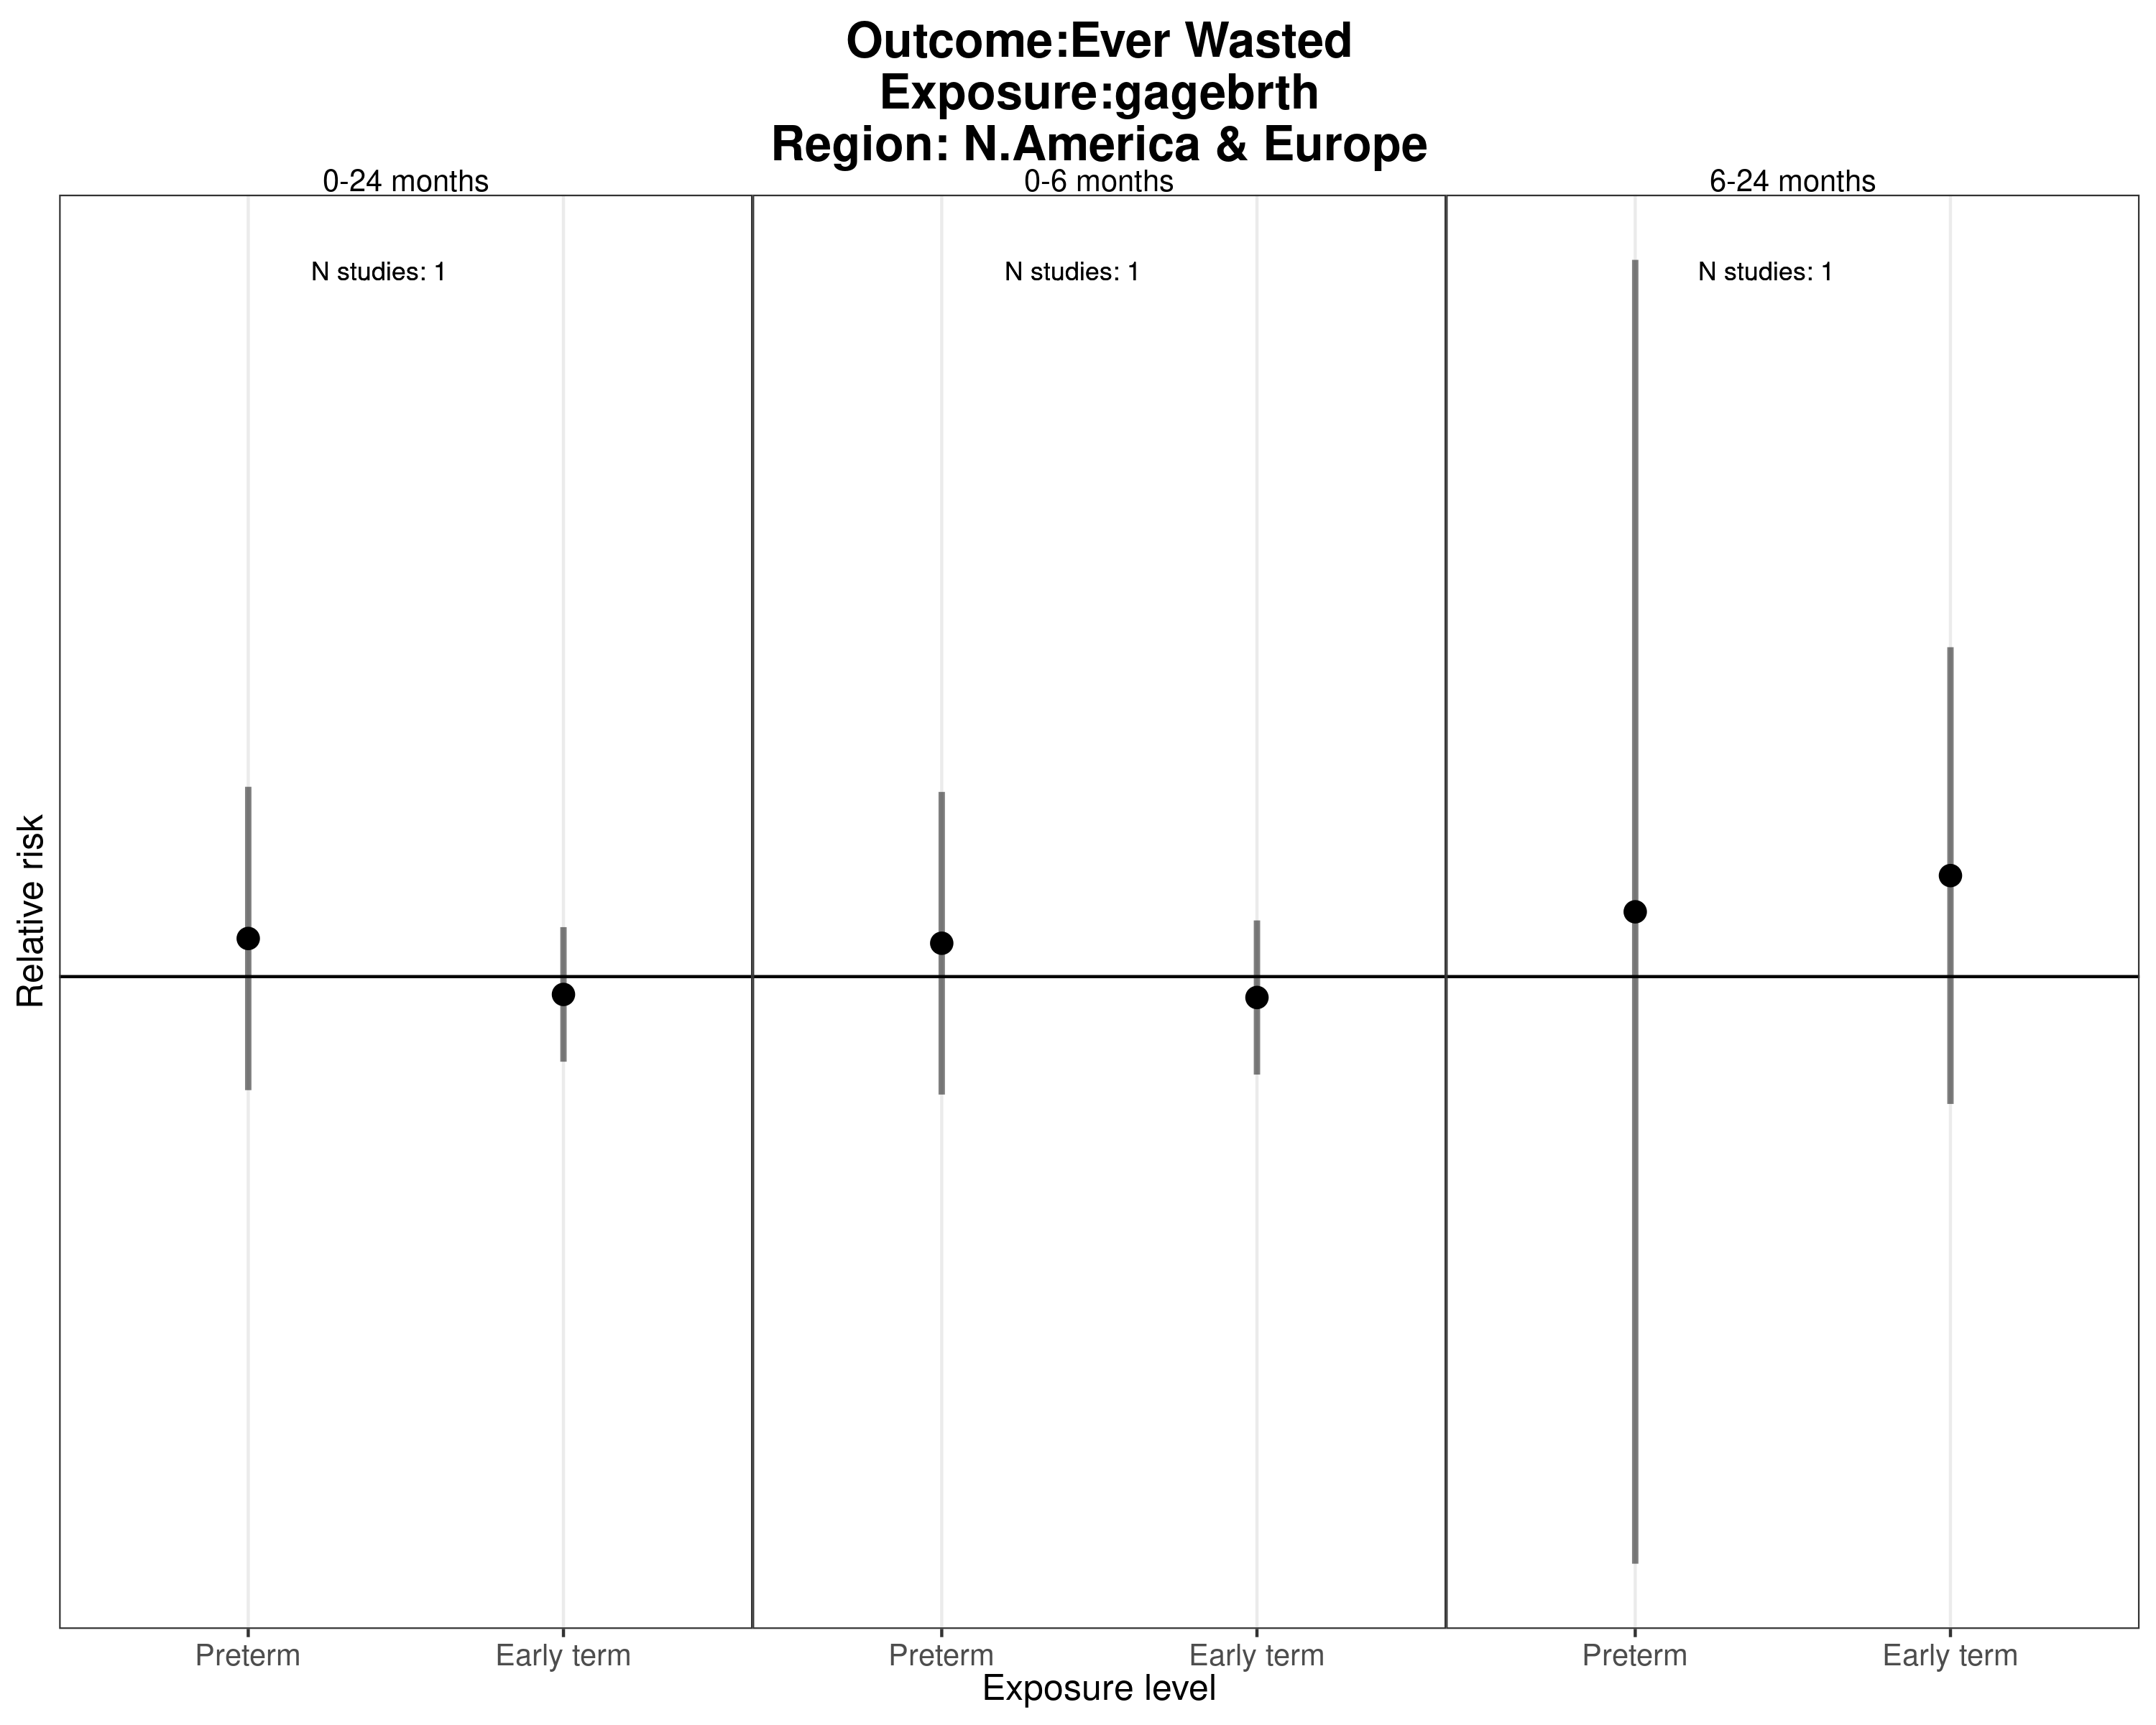 Outcome:Ever Wasted
Exposure:gagebrth
Region: N.America & Europe
0-24 months
0-6 months
6-24 months
N studies: 1
N studies: 1
N studies: 1
Relative risk
Preterm
Early term
Preterm
Early term
Preterm
Early term
Exposure level